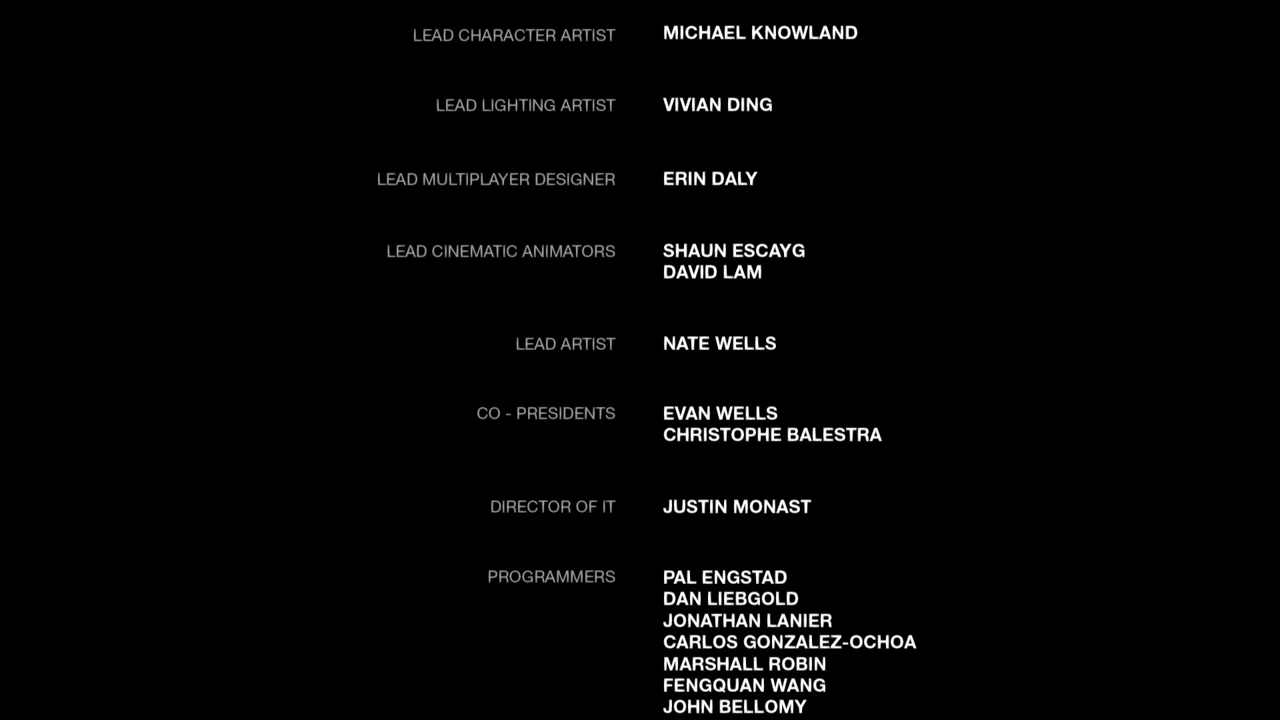 LEAD CHARACTER ARTIST MICHAEL KNOWLAND
LEAD LIGHTING ARTIST VIVIAN DING
LEAD MULTIPLAYER DESIGNER ERIN DALY
LEAD CINEMATIC ANIMATORS SHAUN ESCAYG
DAVID LAM
LEAD ARTIST NATE WELLS
CO - PRESIDENTS EVAN WELLS
CHRISTOPHE BALESTRA
DIRECTOR OF IT JUSTIN MONAST
PROGRAMMERS PAL ENGSTAD
DAN LIEBGOLD
JONATHAN LANIER
CARLOS GONZALEZ-OCHOA
MARSHALL ROBIN
FENGQUAN WANG
JOHN BELLOMY